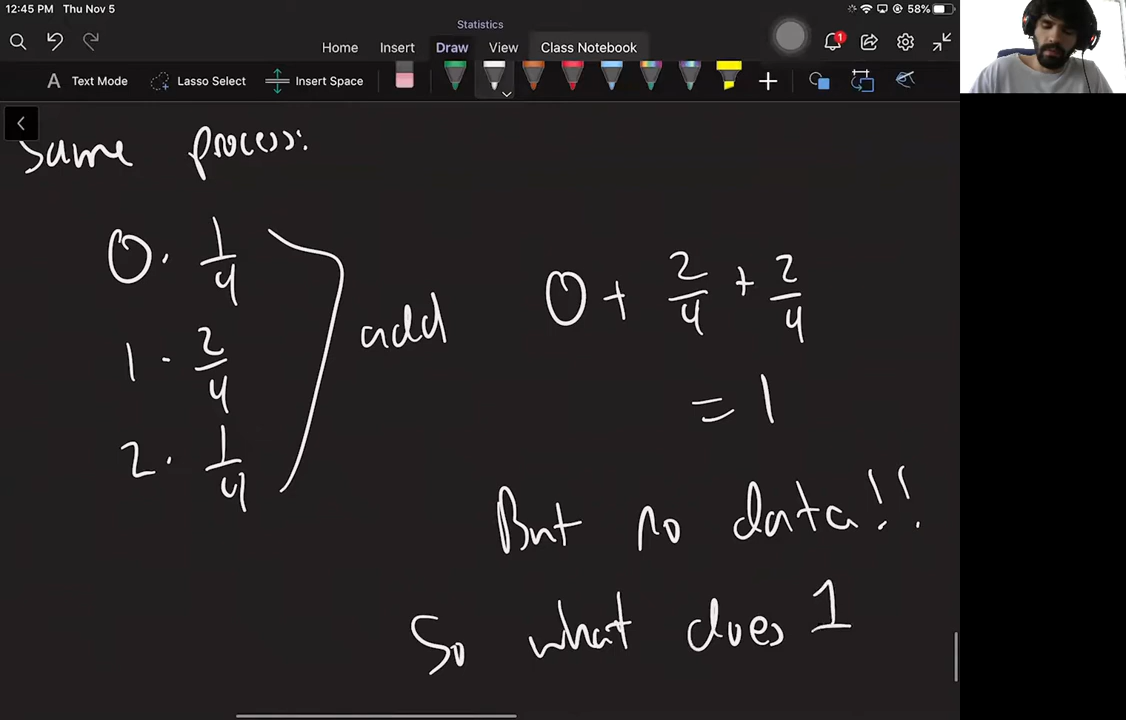 12:45 PM Thu Nov 5
58%
Statistics
Home Insert Draw View Class Notebook
1
A Text Mode Lasso Select Insert Space
same process:
0 · 1/4
1 · 2/4
2 · 1/4
add
0 + 2/4 + 2/4
= 1
But no data!!
So what does 1